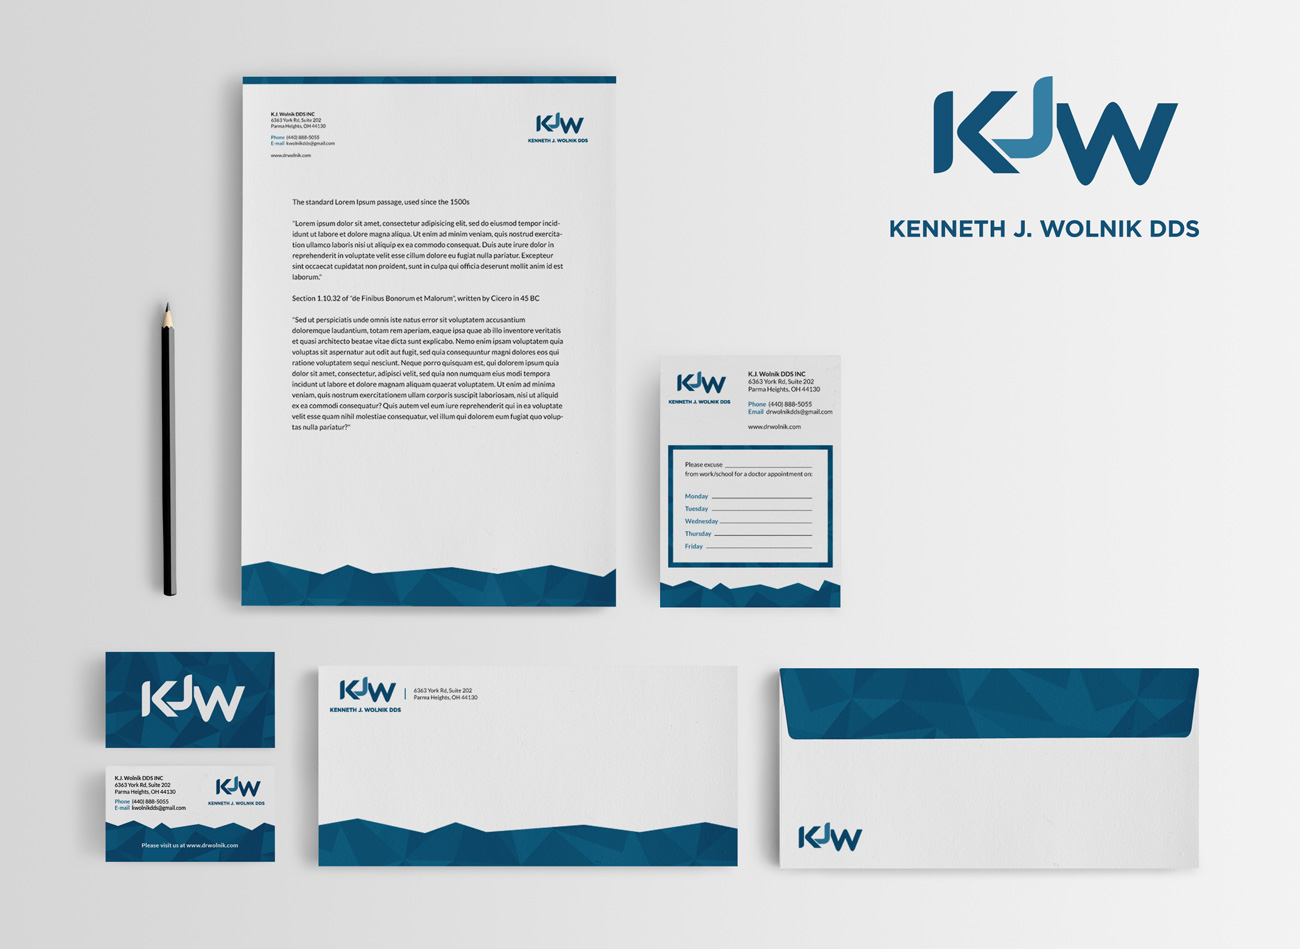 K.J. Wolnik DDS INC
6363 York Rd, Suite 202
Parma Heights, OH 44130
Phone (440) 888-5055
E-mail kwolnikdds@gmail.com
www.drwolnik.com
KJW
KENNETH J. WOLNIK DDS
The standard Lorem Ipsum passage, used since the 1500s
"Lorem ipsum dolor sit amet, consectetur adipisicing elit, sed do eiusmod tempor incid-
idunt ut labore et dolore magna aliqua. Ut enim ad minim veniam, quis nostrud exercita-
tion ullamco laboris nisi ut aliquip ex ea commodo consequat. Duis aute irure dolor in
reprehenderit in voluptate velit esse cillum dolore eu fugiat nulla pariatur. Excepteur
sint occaecat cupidatat non proident, sunt in culpa qui officia deserunt mollit anim id est
laborum."
Section 1.10.32 of "de Finibus Bonorum et Malorum", written by Cicero in 45 BC
"Sed ut perspiciatis unde omnis iste natus error sit voluptatem accusantium
doloremque laudantium, totam rem aperiam, eaque ipsa quae ab illo inventore veritatis
et quasi architecto beatae vitae dicta sunt explicabo. Nemo enim ipsam voluptatem quia
voluptas sit aspernatur aut odit aut fugit, sed quia consequuntur magni dolores eos qui
ratione voluptatem sequi nesciunt. Neque porro quisquam est, qui dolorem ipsum quia
dolor sit amet, consectetur, adipisci velit, sed quia non numquam eius modi tempora
incidunt ut labore et dolore magnam aliquam quaerat voluptatem. Ut enim ad minima
veniam, quis nostrum exercitationem ullam corporis suscipit laboriosam, nisi ut aliquid
ex ea commodi consequatur? Quis autem vel eum iure reprehenderit qui in ea voluptate
velit esse quam nihil molestiae consequatur, vel illum qui dolorem eum fugiat quo volup-
tas nulla pariatur?"
KJW
KENNETH J. WOLNIK DDS
KJW
KENNETH J. WOLNIK DDS
K.J. Wolnik DDS INC
6363 York Rd, Suite 202
Parma Heights, OH 44130
Phone (440) 888-5055
Email drwolnikdds@gmail.com
www.drwolnik.com
Please excuse
from work/school for a doctor appointment on:
Monday
Tuesday
Wednesday
Thursday
Friday
KJW
K.J. Wolnik DDS INC
6363 York Rd, Suite 202
Parma Heights, OH 44130
Phone (440) 888-5055
E-mail kwolnikdds@gmail.com
KJW
KENNETH J. WOLNIK DDS
Please visit us at www.drwolnik.com
KJW
KENNETH J. WOLNIK DDS
6363 York Rd, Suite 202
Parma Heights, OH 44130
KJW